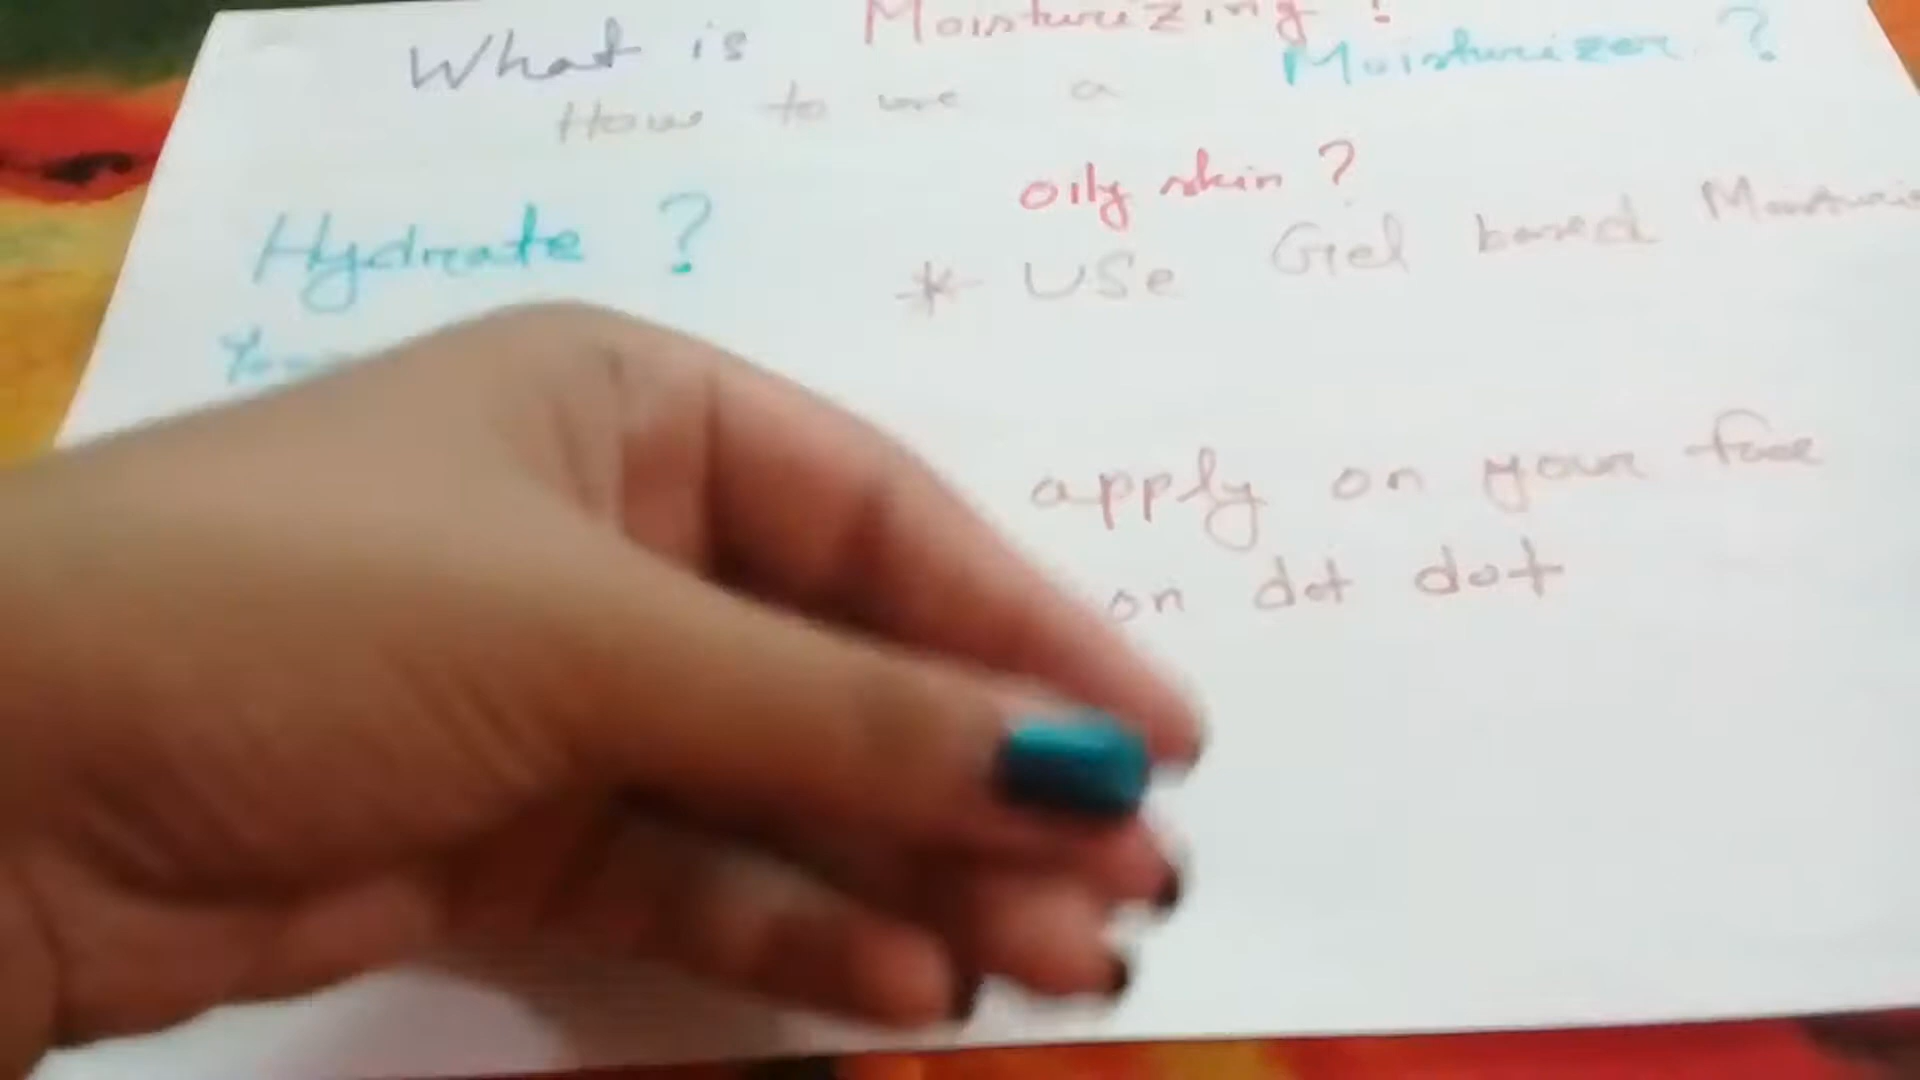 What is Moisturizing?
How to use a Moisturizer?
Hydrate ?
oily skin ?
* USe Gel based
apply on your face
on dot dot